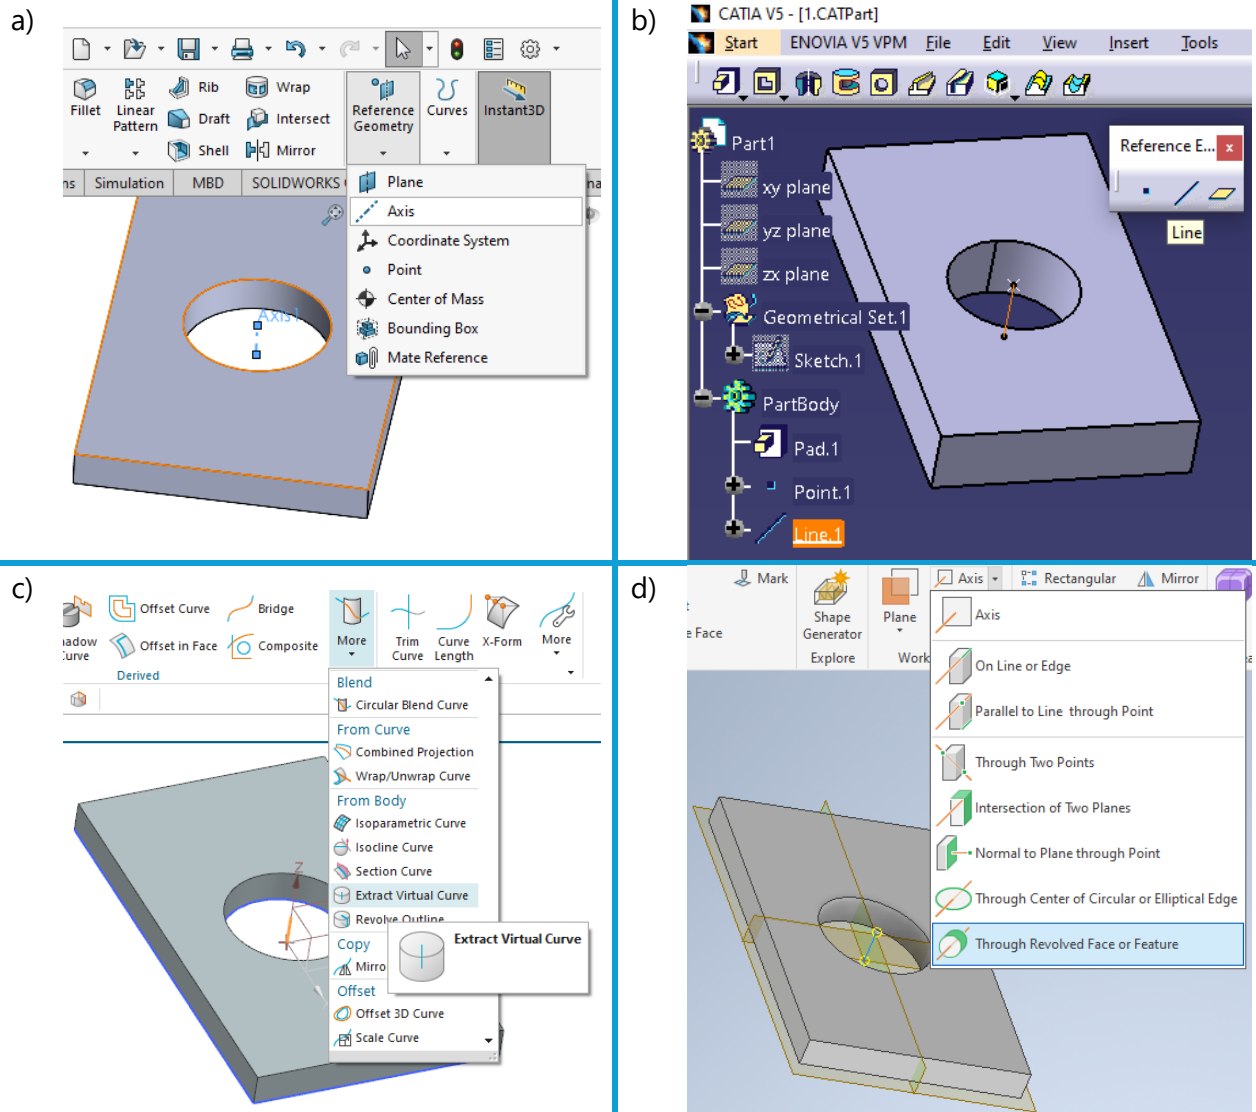 a)
Fillet
Linear
Pattern
Rib
Draft
Shell
Wrap
Intersect
Mirror
Reference
Geometry
Curves
Instant3D
Simulation
MBD
SOLIDWORKS
Plane
Axis
Coordinate System
Point
Center of Mass
Bounding Box
Mate Reference
Axis1
b)
CATIA V5 - [1.CATPart]
Start ENOVIA V5 VPM File Edit View Insert Tools
Part1
xy plane
yz plane
zx plane
Geometrical Set.1
Sketch.1
PartBody
Pad.1
Point.1
Line.1
Reference E... x
Line
c)
Offset Curve
Bridge
Offset in Face
Composite
Curve
Derived
More
Trim
Curve
Curve
Length
X-Form
More
Blend
Circular Blend Curve
From Curve
Combined Projection
Wrap/Unwrap Curve
From Body
Isoparametric Curve
Isocline Curve
Section Curve
Extract Virtual Curve
Revolve Outline
Copy
Mirro
Offset
Offset 3D Curve
Scale Curve
Extract Virtual Curve
Z
d)
Mark
Face
Shape
Generator
Explore
Plane
Work
Axis
Rectangular
Mirror
Axis
On Line or Edge
Parallel to Line through Point
Through Two Points
Intersection of Two Planes
Normal to Plane through Point
Through Center of Circular or Elliptical Edge
Through Revolved Face or Feature